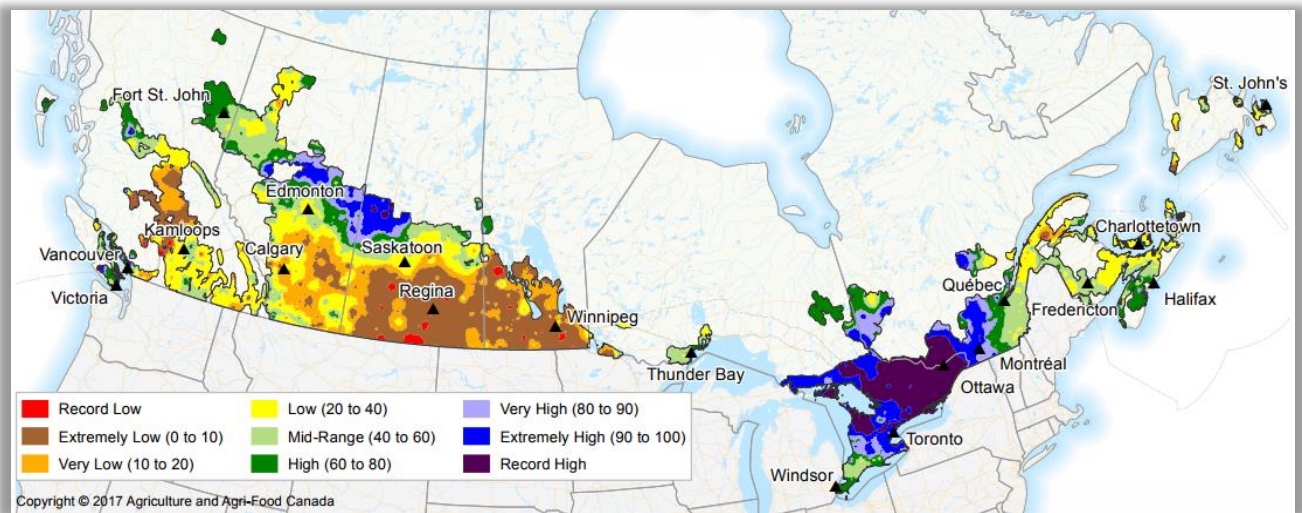 St. John's
Fort St. John
Edmonton
Kamloops
Charlottetown
Vancouver
Calgary
Saskatoon
Victoria
Regina
Québec
Halifax
Fredericton
Winnipeg
Montréal
Thunder Bay
Ottawa
Toronto
Windsor
Record Low
Low (20 to 40)
Very High (80 to 90)
Extremely Low (0 to 10)
Mid-Range (40 to 60)
Extremely High (90 to 100)
Very Low (10 to 20)
High (60 to 80)
Record High
Copyright © 2017 Agriculture and Agri-Food Canada